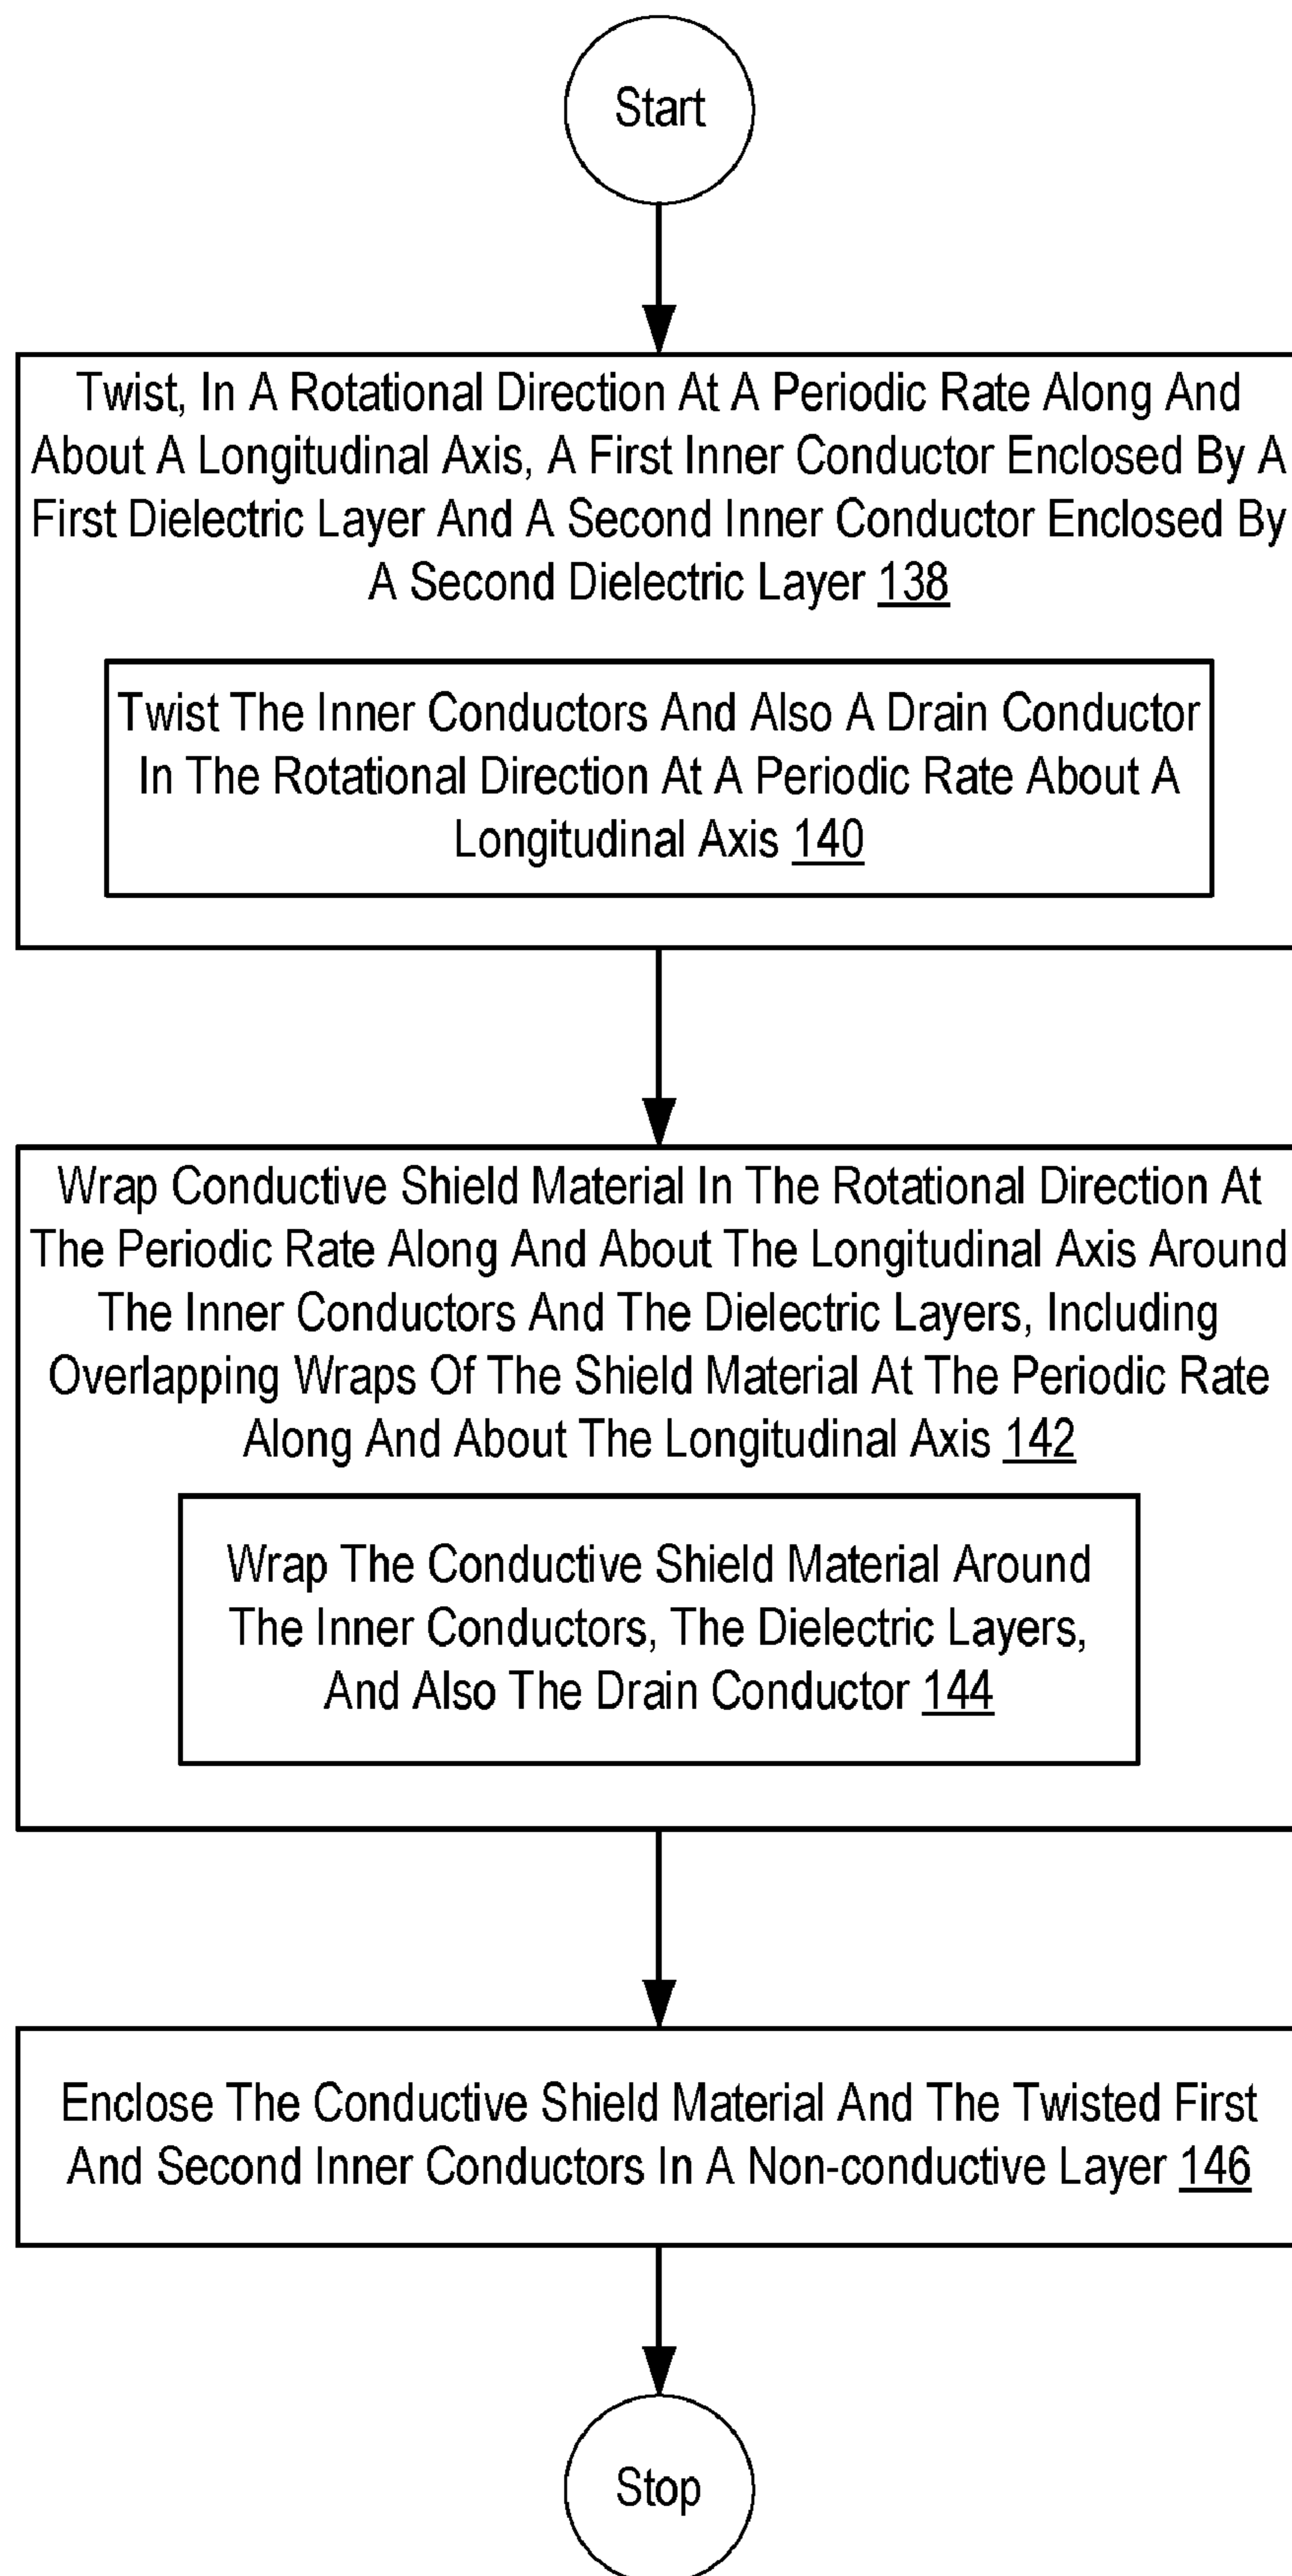 Start
Twist, In A Rotational Direction At A Periodic Rate Along And
About A Longitudinal Axis, A First Inner Conductor Enclosed By A
First Dielectric Layer And A Second Inner Conductor Enclosed By
A Second Dielectric Layer 138
Twist The Inner Conductors And Also A Drain Conductor
In The Rotational Direction At A Periodic Rate About A
Longitudinal Axis 140
Wrap Conductive Shield Material In The Rotational Direction At
The Periodic Rate Along And About The Longitudinal Axis Around
The Inner Conductors And The Dielectric Layers, Including
Overlapping Wraps Of The Shield Material At The Periodic Rate
Along And About The Longitudinal Axis 142
Wrap The Conductive Shield Material Around
The Inner Conductors, The Dielectric Layers,
And Also The Drain Conductor 144
Enclose The Conductive Shield Material And The Twisted First
And Second Inner Conductors In A Non-conductive Layer 146
Stop